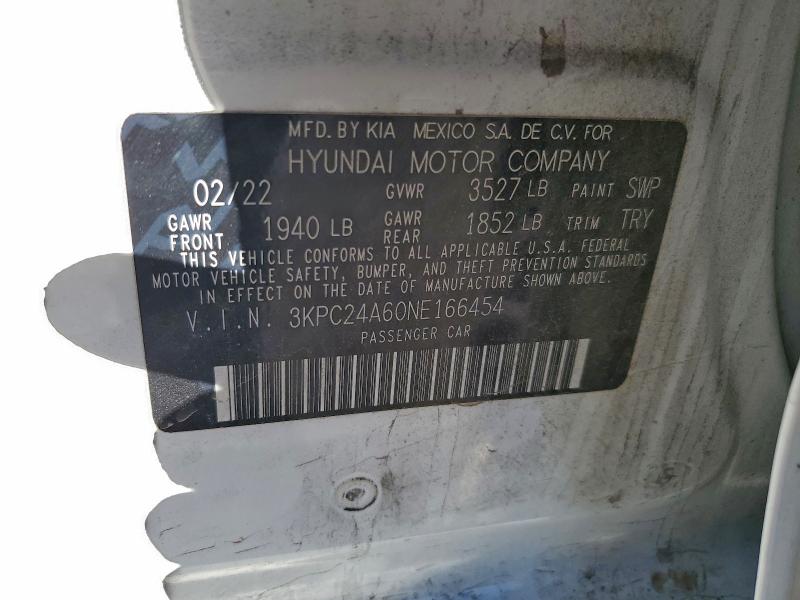 MFD. BY KIA MEXICO S.A. DE C.V. FOR
HYUNDAI MOTOR COMPANY
02/22 GVWR 3527 LB PAINT SWP
GAWR FRONT 1940 LB GAWR REAR 1852 LB TRIM TRY
THIS VEHICLE CONFORMS TO ALL APPLICABLE U.S.A. FEDERAL
MOTOR VEHICLE SAFETY, BUMPER, AND THEFT PREVENTION STANDARDS
IN EFFECT ON THE DATE OF MANUFACTURE SHOWN ABOVE
V.I.N. 3KPC24A60NE166454
PASSENGER CAR